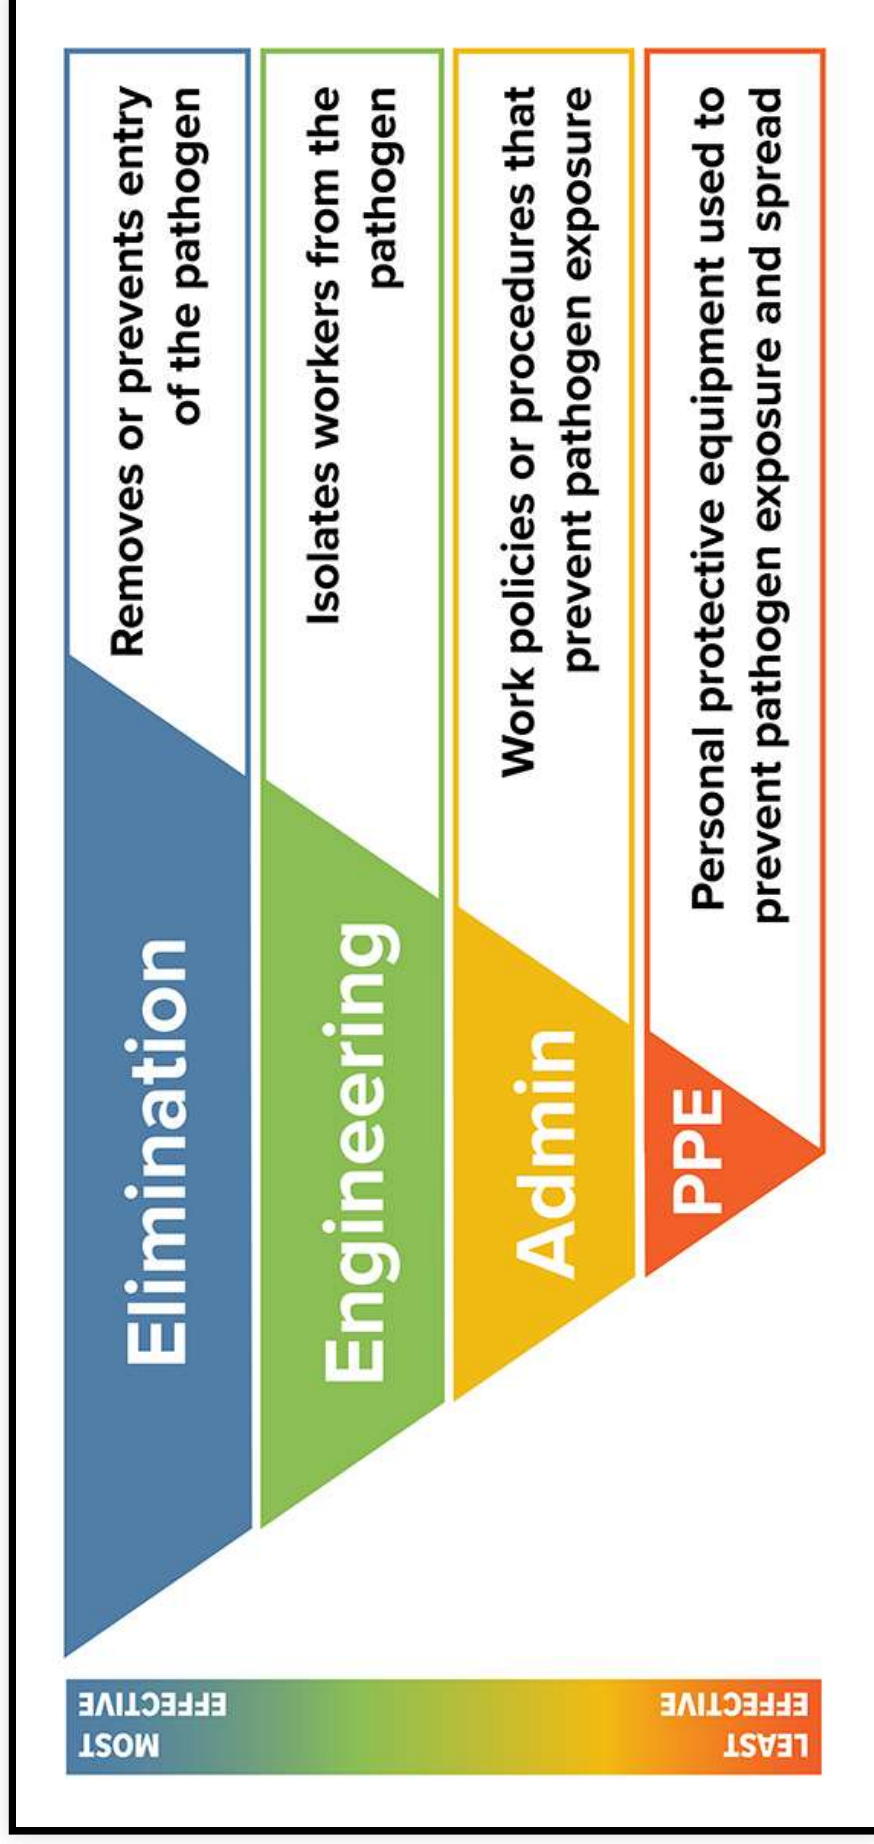 MOST
EFFECTIVE
Elimination
Removes or prevents entry
of the pathogen
Engineering
Isolates workers from the
pathogen
Admin
Work policies or procedures that
prevent pathogen exposure
PPE
Personal protective equipment used to
prevent pathogen exposure and spread
LEAST
EFFECTIVE